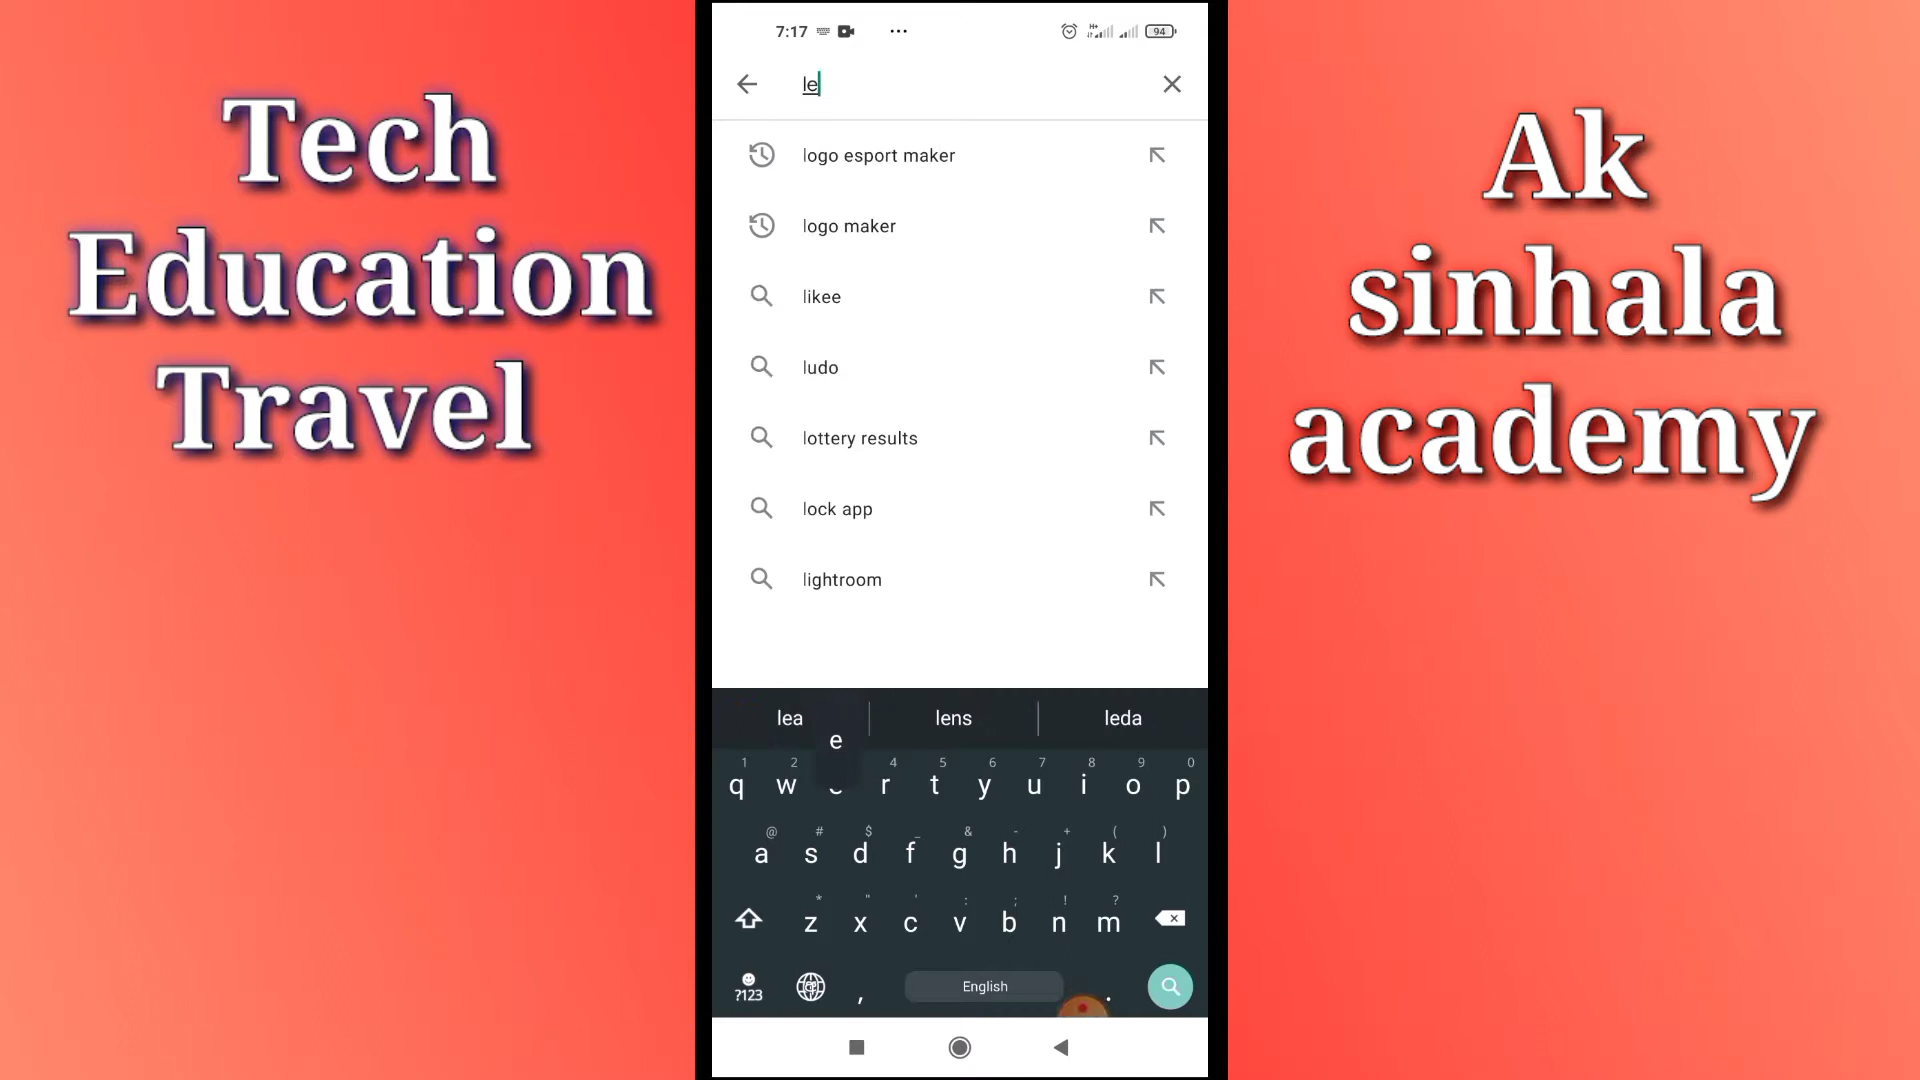 Tech
Education
Travel
7:17
H+
94
le
logo esport maker
logo maker
likee
ludo
lottery results
lock app
lightroom
lea lens leda
e
1 2 4 5 6 7 8 9 0
q w r t y u i o p
@ # $ _ & - + ( )
a s d f g h j k l
* " ' : ; ! ?
z x c v b n m
?123 , English .
Ak
sinhala
academy